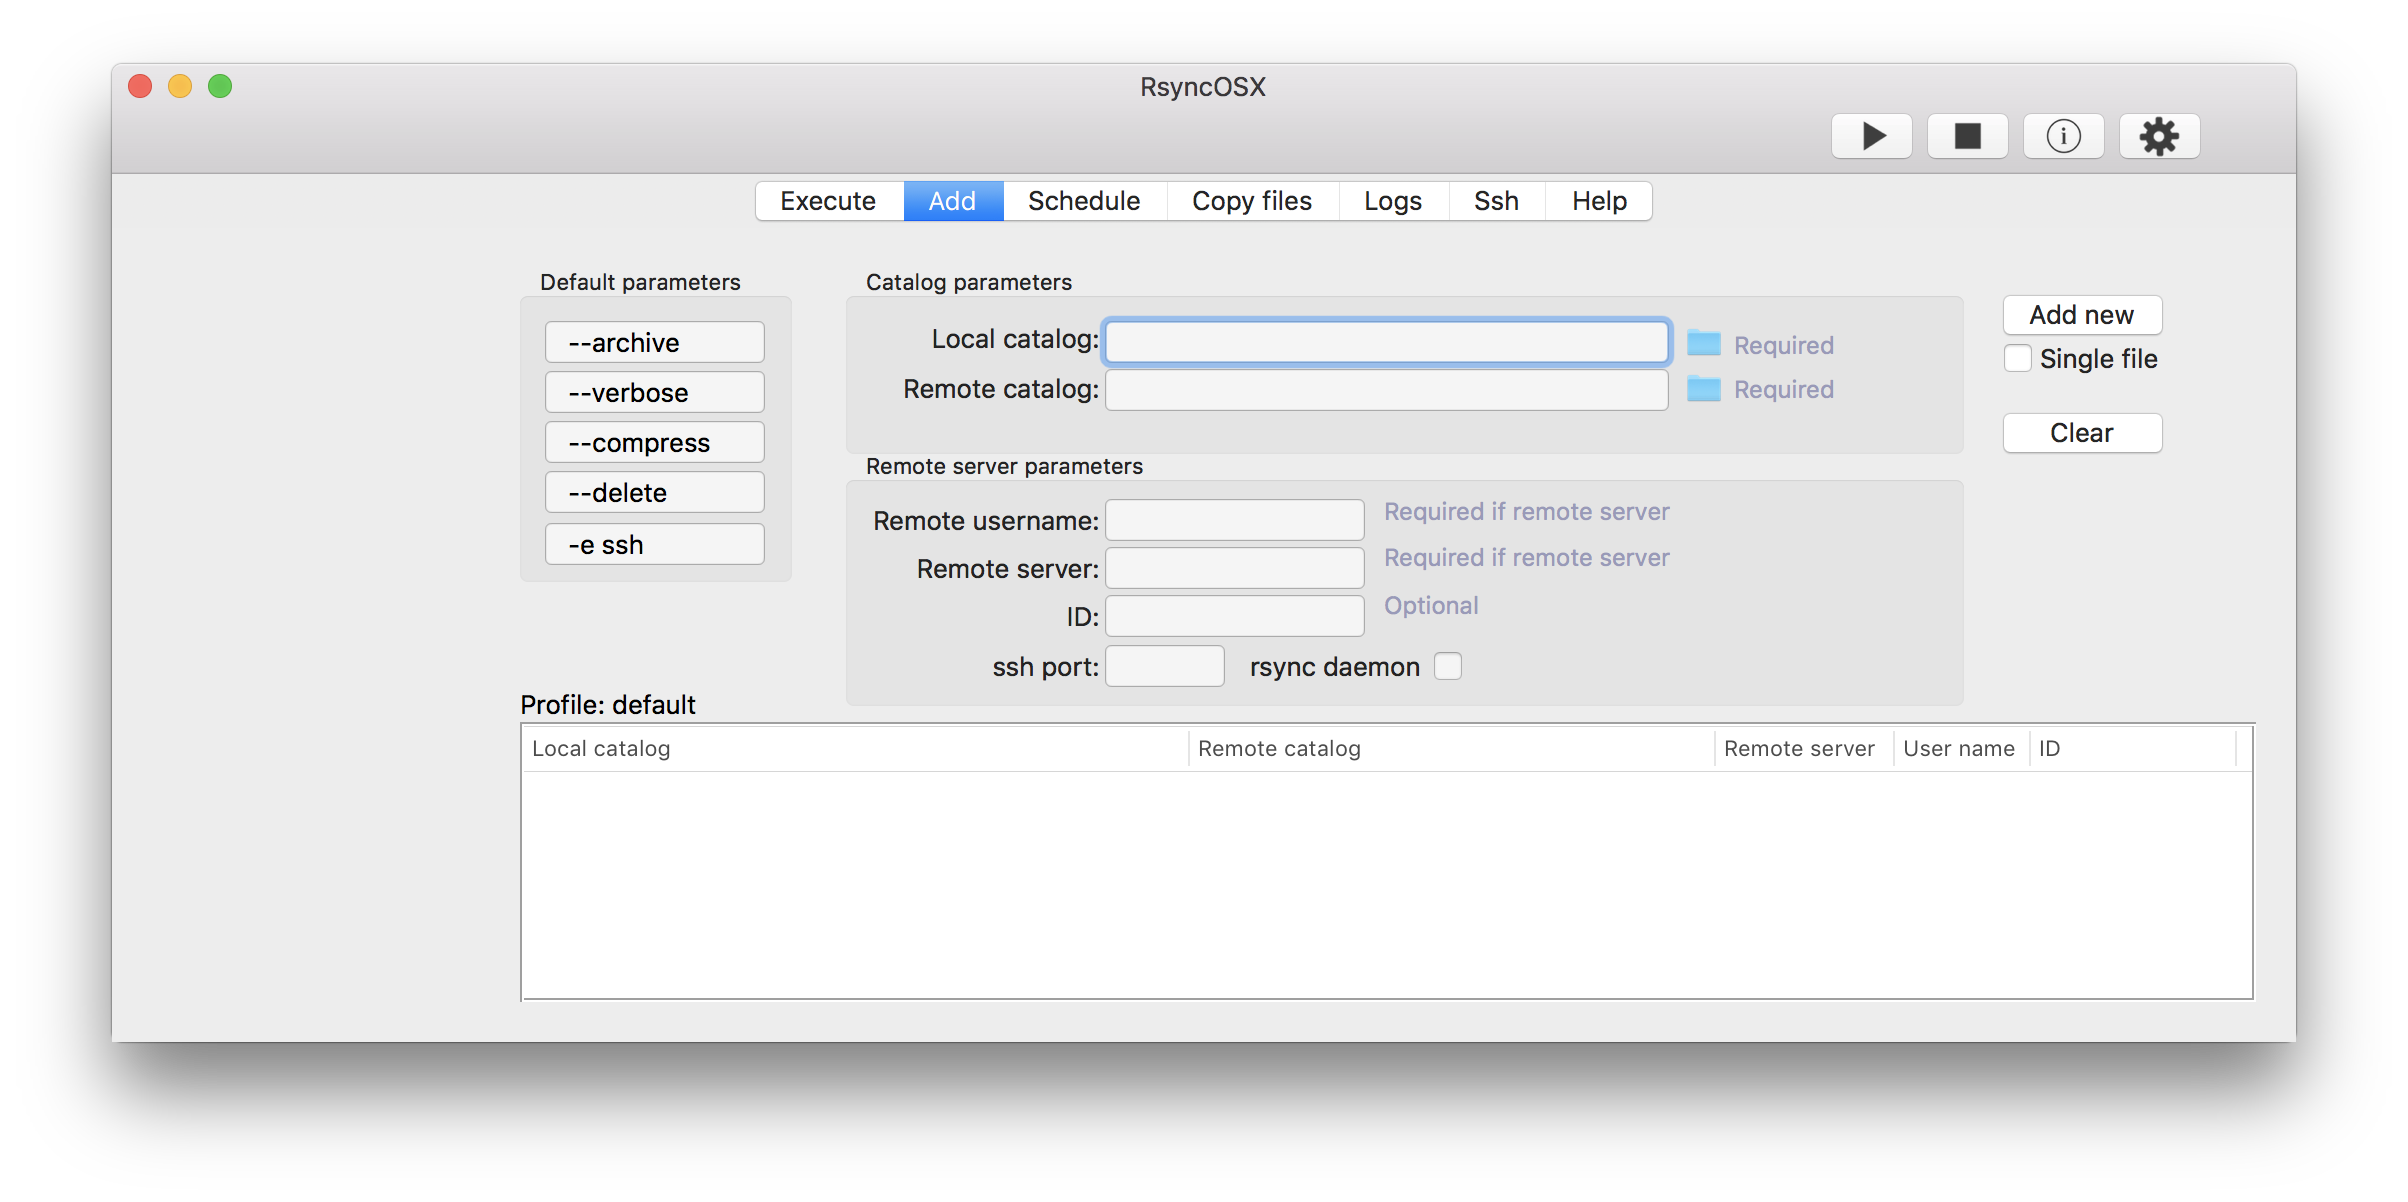 RsyncOSX
Execute Add Schedule Copy files Logs Ssh Help
Default parameters
--archive
--verbose
--compress
--delete
-e ssh
Catalog parameters
Local catalog: Required
Remote catalog: Required
Add new
Single file
Clear
Remote server parameters
Remote username: Required if remote server
Remote server: Required if remote server
ID: Optional
ssh port: rsync daemon
Profile: default
Local catalog Remote catalog Remote server User name ID